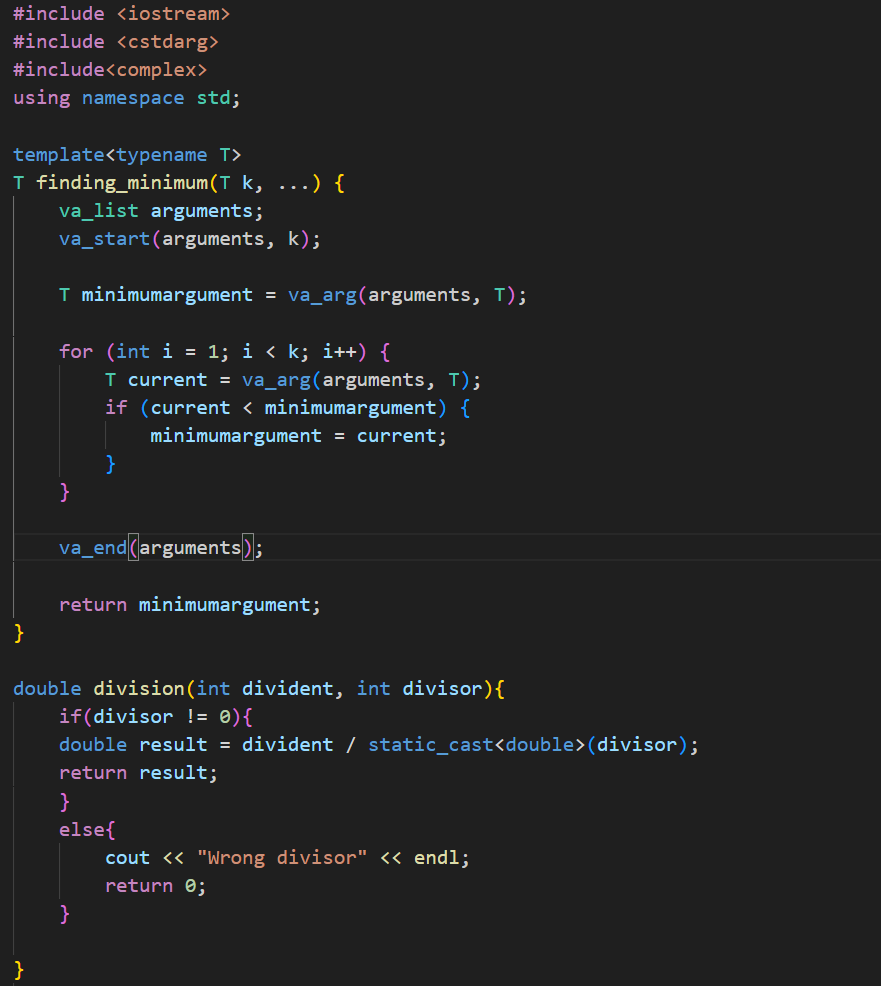 #include <iostream>
#include <cstdarg>
#include<complex>
using namespace std;
template<typename T>
T finding_minimum(T k, ...) {
    va_list arguments;
    va_start(arguments, k);
    T minimumargument = va_arg(arguments, T);
    for (int i = 1; i < k; i++) {
        T current = va_arg(arguments, T);
        if (current < minimumargument) {
            minimumargument = current;
        }
    }
    va_end(arguments);
    return minimumargument;
}
double division(int divident, int divisor){
    if(divisor != 0){
    double result = divident / static_cast<double>(divisor);
    return result;
    }
    else{
        cout << "Wrong divisor" << endl;
        return 0;
    }
}